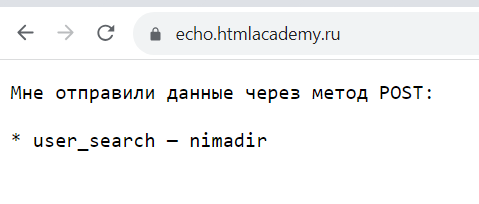 echo.htmlacademy.ru
Мне отправили данные через метод POST:
* user_search — nimadir